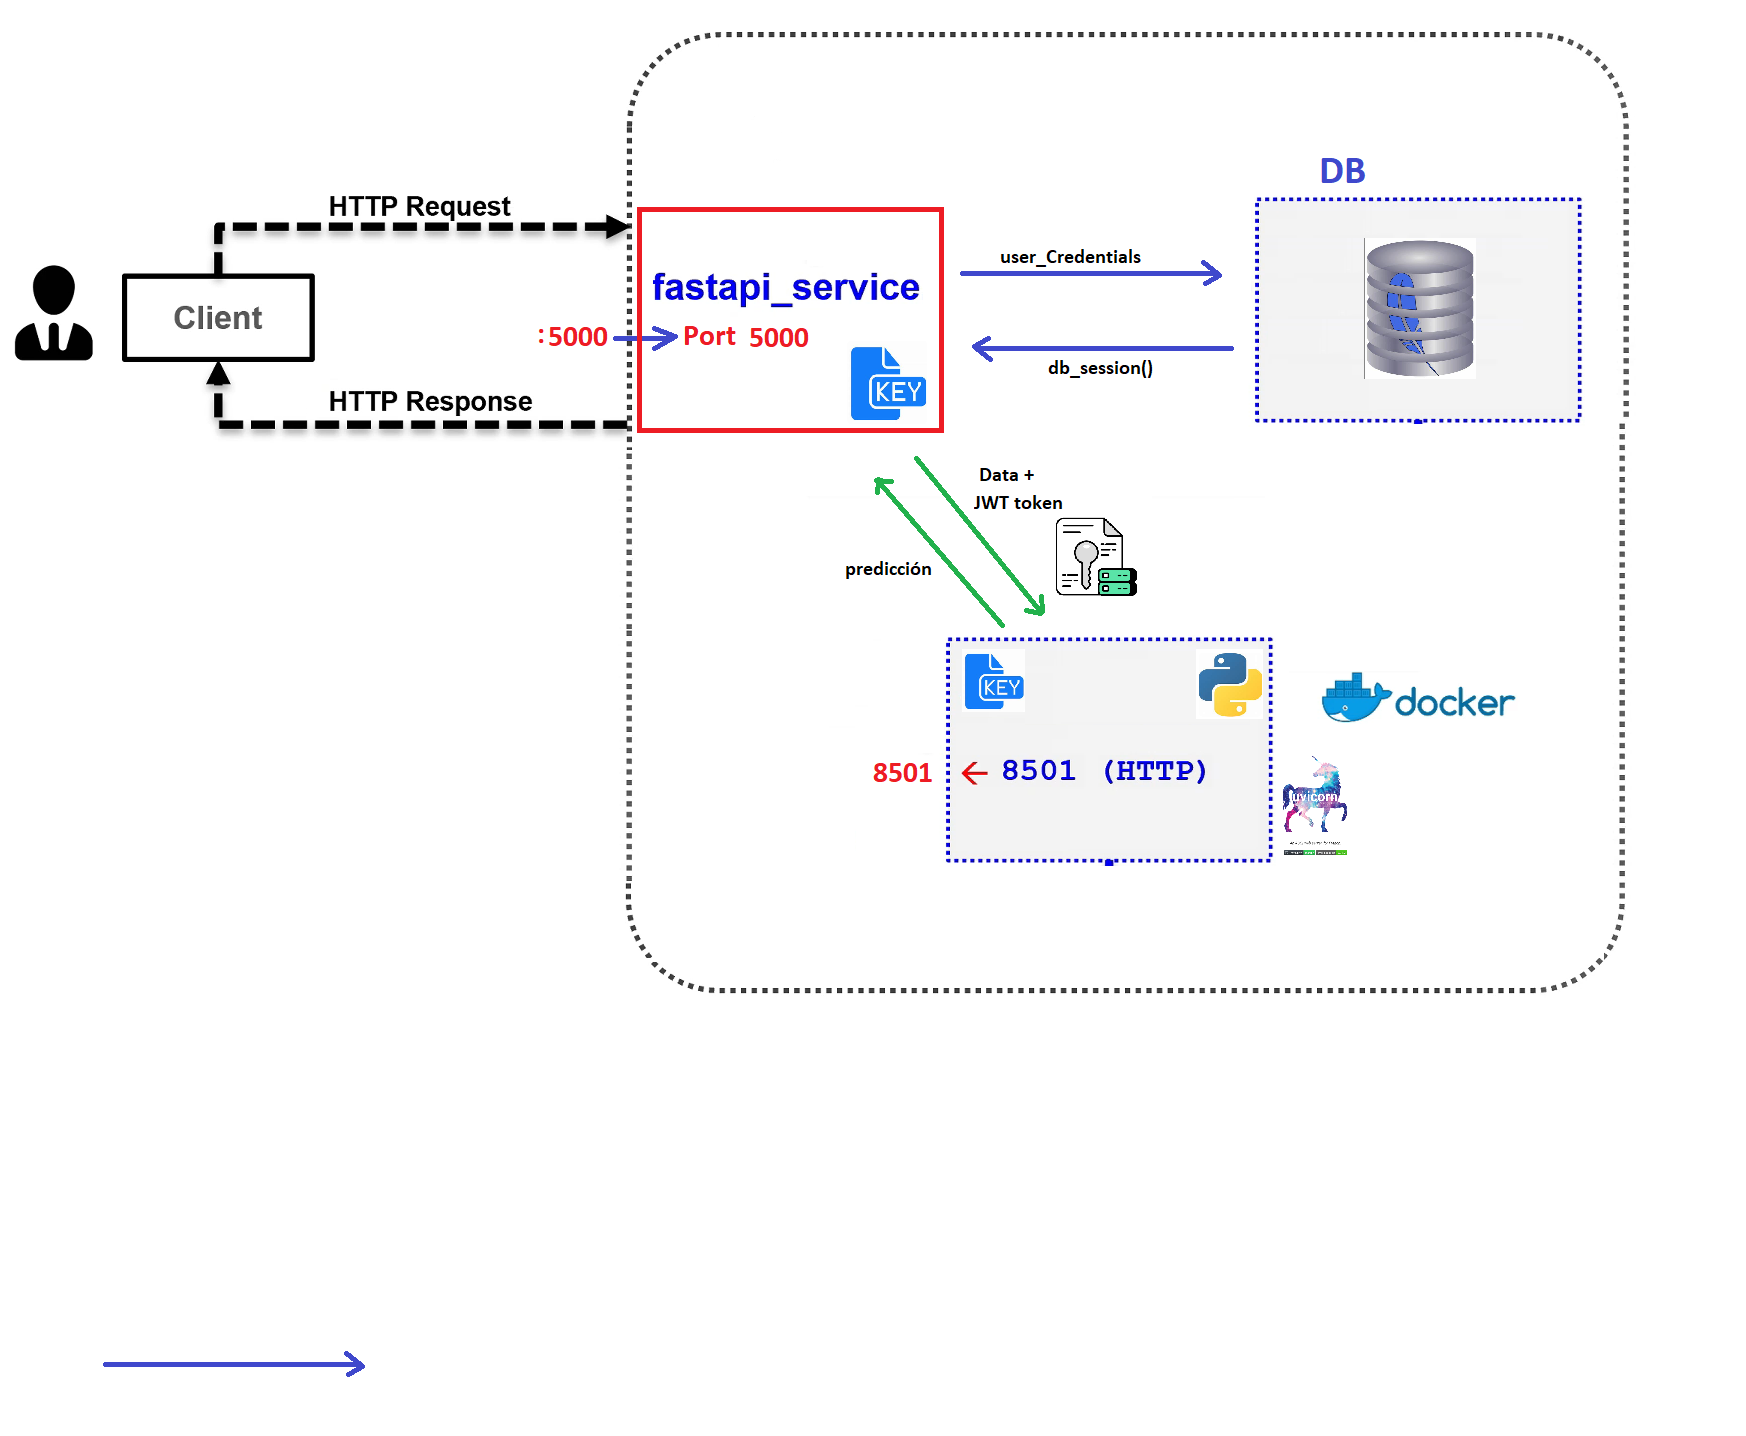 DB
HTTP Request
user_Credentials
fastapi_service
Client
:5000
Port 5000
db_session()
KEY
HTTP Response
Data +
JWT token
predicción
KEY
docker
8501
8501 (HTTP)
uvicorn